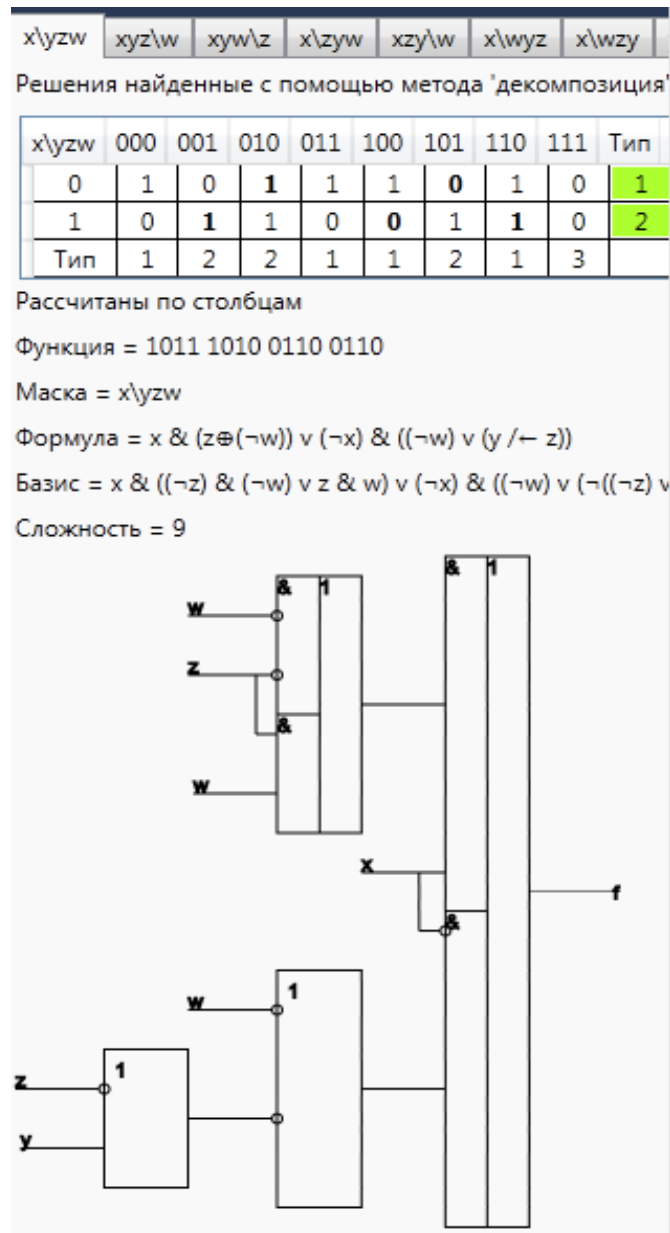 x\yzw xyz\w xyw\z x\zyw xzy\w x\wyz x\wzy
Решения найденные с помощью метода 'декомпозиция'
x\yzw 000 001 010 011 100 101 110 111 Тип
0 1 0 1 1 1 0 1 0 1
1 0 1 1 0 0 1 1 0 2
Тип 1 2 2 1 1 2 1 3
Рассчитаны по столбцам
Функция = 1011 1010 0110 0110
Маска = x\yzw
Формула = x & (z⊕(¬w)) v (¬x) & ((¬w) v (y /← z))
Базис = x & ((¬z) & (¬w) v z & w) v (¬x) & ((¬w) v (¬((¬z) v
Сложность = 9
& 1
& 1
w
z
&
w
x
f
&
w
1
1
z
y